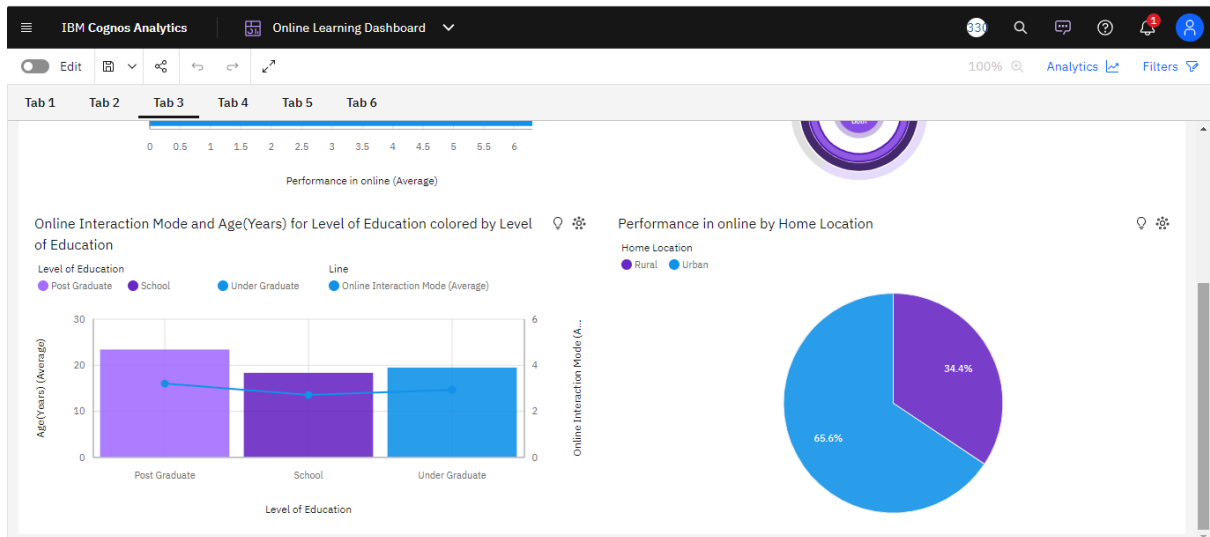 IBM Cognos Analytics
Online Learning Dashboard
330
1
Edit
100%
Analytics
Filters
Tab 1
Tab 2
Tab 3
Tab 4
Tab 5
Tab 6
0 0.5 1 1.5 2 2.5 3 3.5 4 4.5 5 5.5 6
Performance in online (Average)
Online Interaction Mode and Age(Years) for Level of Education colored by Level
of Education
Level of Education
Post Graduate
School
Under Graduate
Line
Online Interaction Mode (Average)
30
20
10
0
Age(Years) (Average)
6
4
2
0
Online Interaction Mode (A...
Post Graduate
School
Under Graduate
Level of Education
Performance in online by Home Location
Home Location
Rural
Urban
34.4%
65.6%